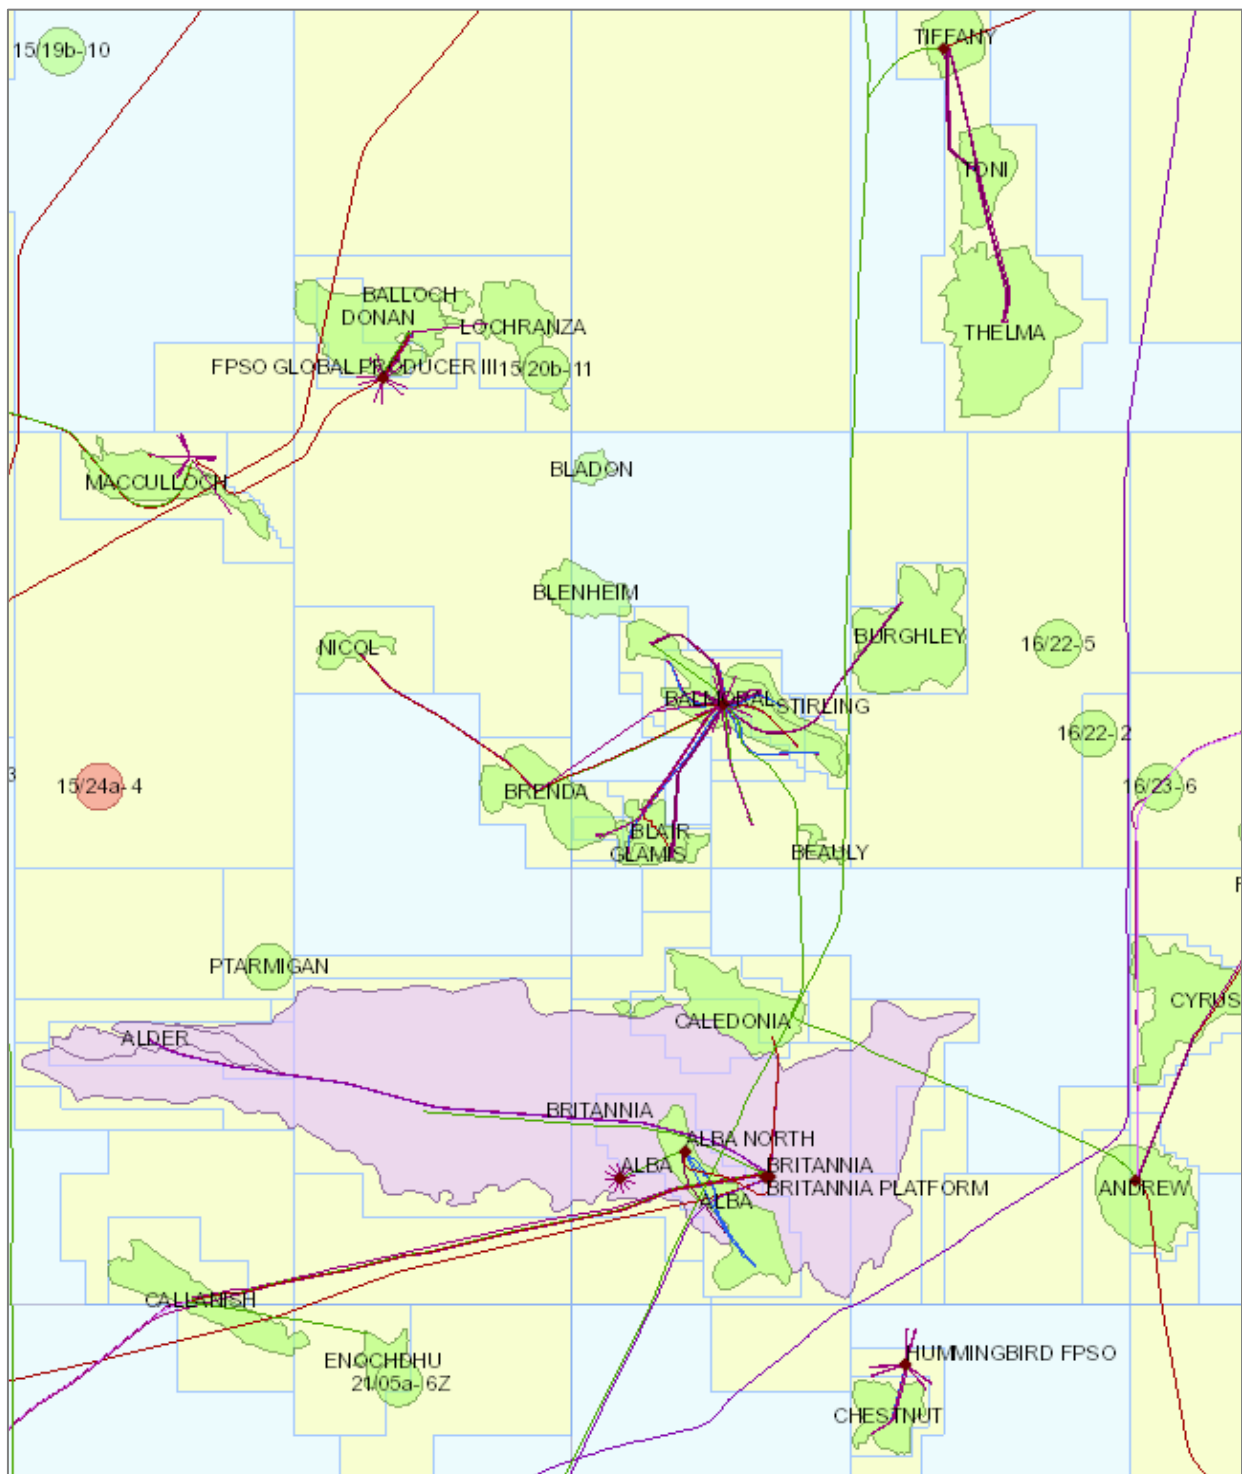 TIFFANY
15/19b-10
TONI
BALLOCH
DONAN
LOCHRANZA
THELMA
FPSO GLOBAL PRODUCER III
15/20b-11
BLADON
MACCULLOCH
BLENHEIM
BURGHLEY
16/22-5
NICOL
BALMORAL
STIRLING
16/22-2
3
15/24a-4
16/23-6
BRENDA
BLAIR
GLAMIS
BEAULY
F
PTARMIGAN
CYRUS
CALEDONIA
ALDER
BRITANNIA
ALBA NORTH
ALBA
BRITANNIA
BRITANNIA PLATFORM
ANDREW
ALBA
CALLANISH
HUMMINGBIRD FPSO
ENOCHDHU
21/05a-6Z
CHESTNUT